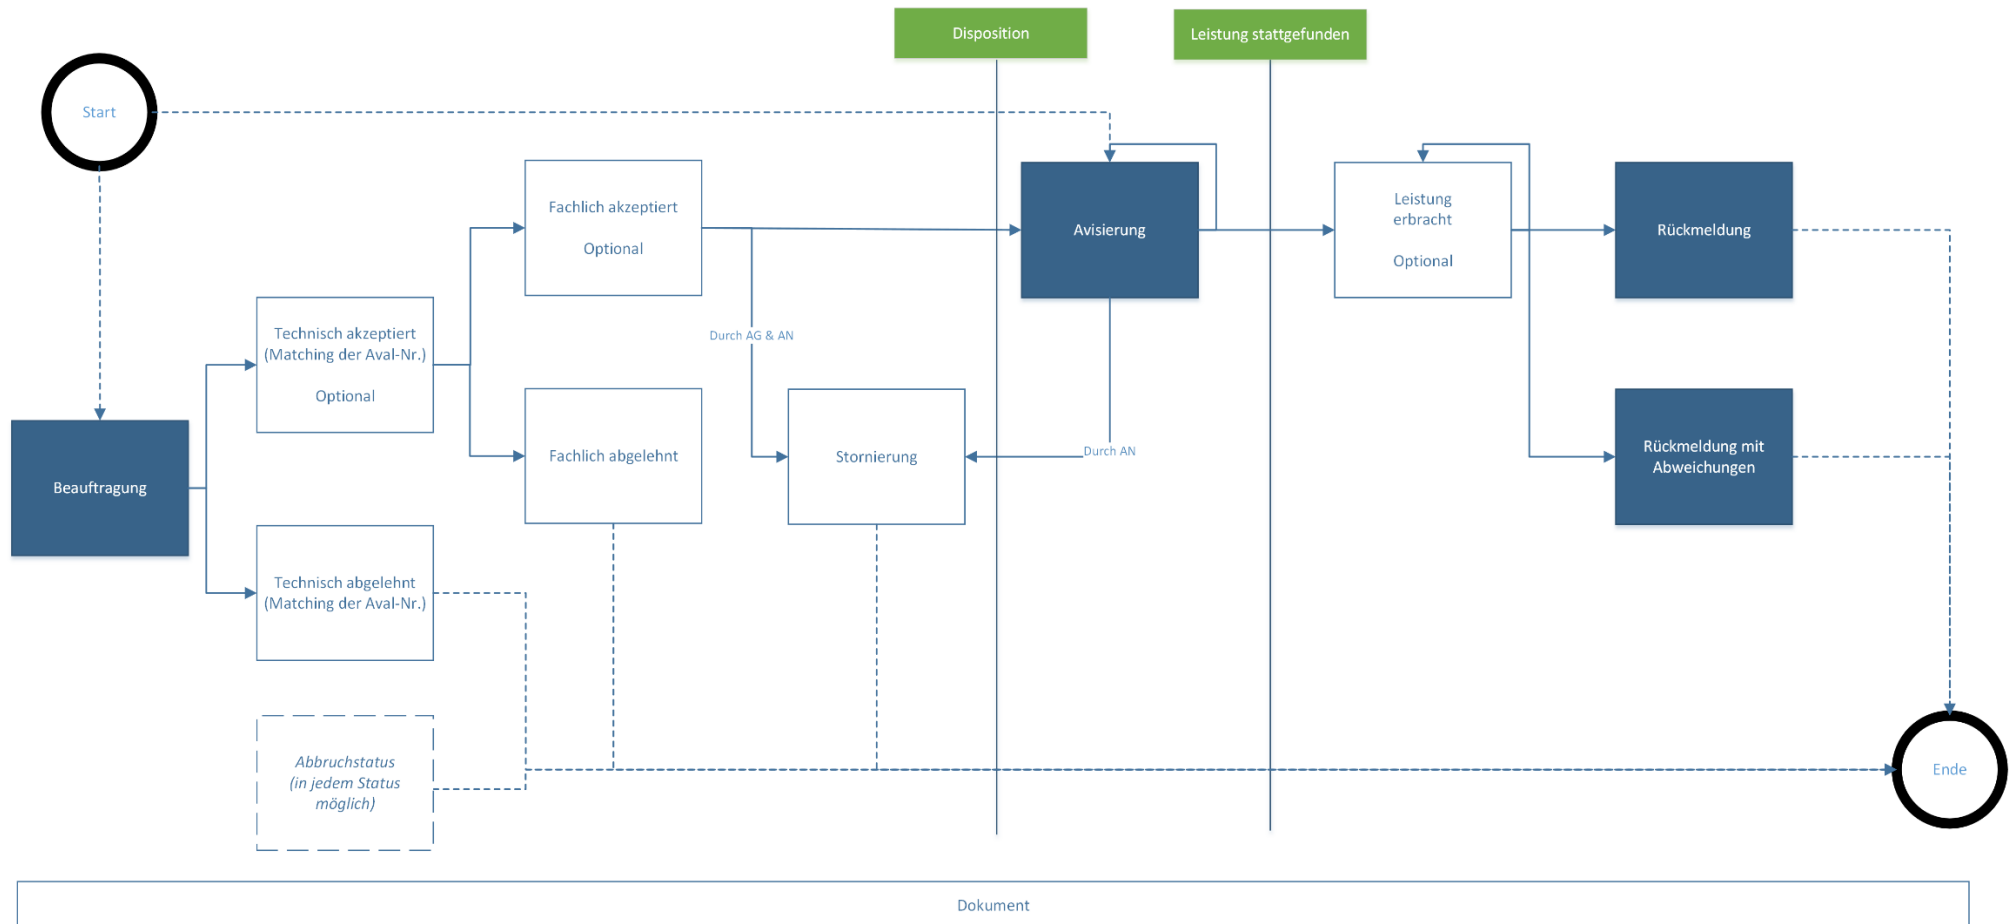 Disposition
Leistung stattgefunden
Start
Fachlich akzeptiert
Optional
Avisierung
Leistung
erbracht
Optional
Rückmeldung
Technisch akzeptiert
(Matching der Aval-Nr.)
Optional
Durch AG & AN
Beauftragung
Fachlich abgelehnt
Stornierung
Durch AN
Rückmeldung mit
Abweichungen
Technisch abgelehnt
(Matching der Aval-Nr.)
Abbruchstatus
(in jedem Status
möglich)
Ende
Dokument